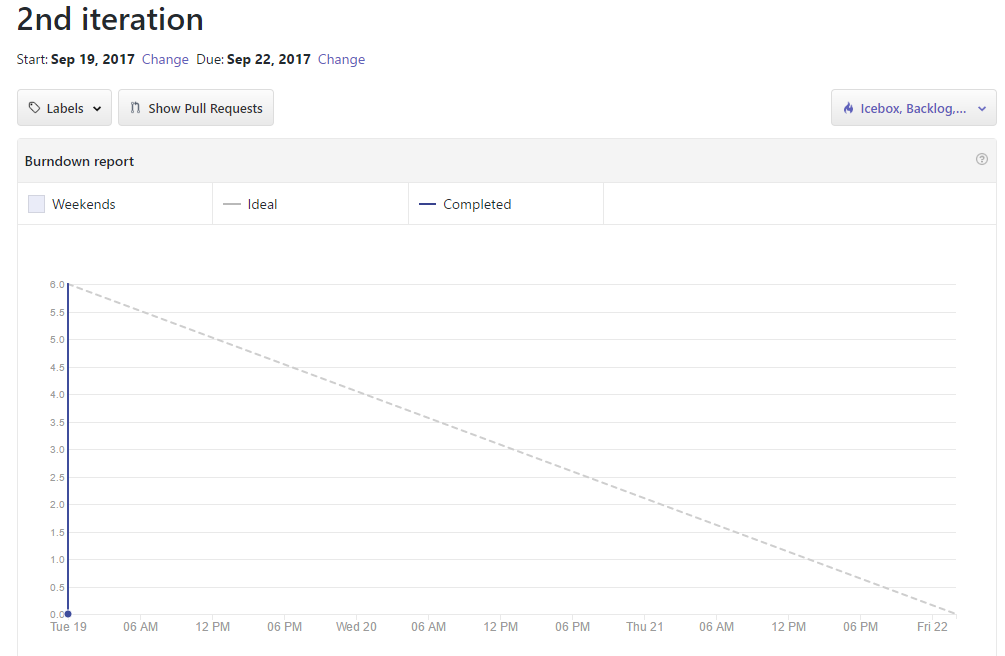 2nd iteration
Start: Sep 19, 2017 Change Due: Sep 22, 2017 Change
Labels Show Pull Requests Icebox, Backlog,...
Burndown report
Weekends Ideal Completed
6.0
5.5
5.0
4.5
4.0
3.5
3.0
2.5
2.0
1.5
1.0
0.5
0.0
Tue 19 06 AM 12 PM 06 PM Wed 20 06 AM 12 PM 06 PM Thu 21 06 AM 12 PM 06 PM Fri 22